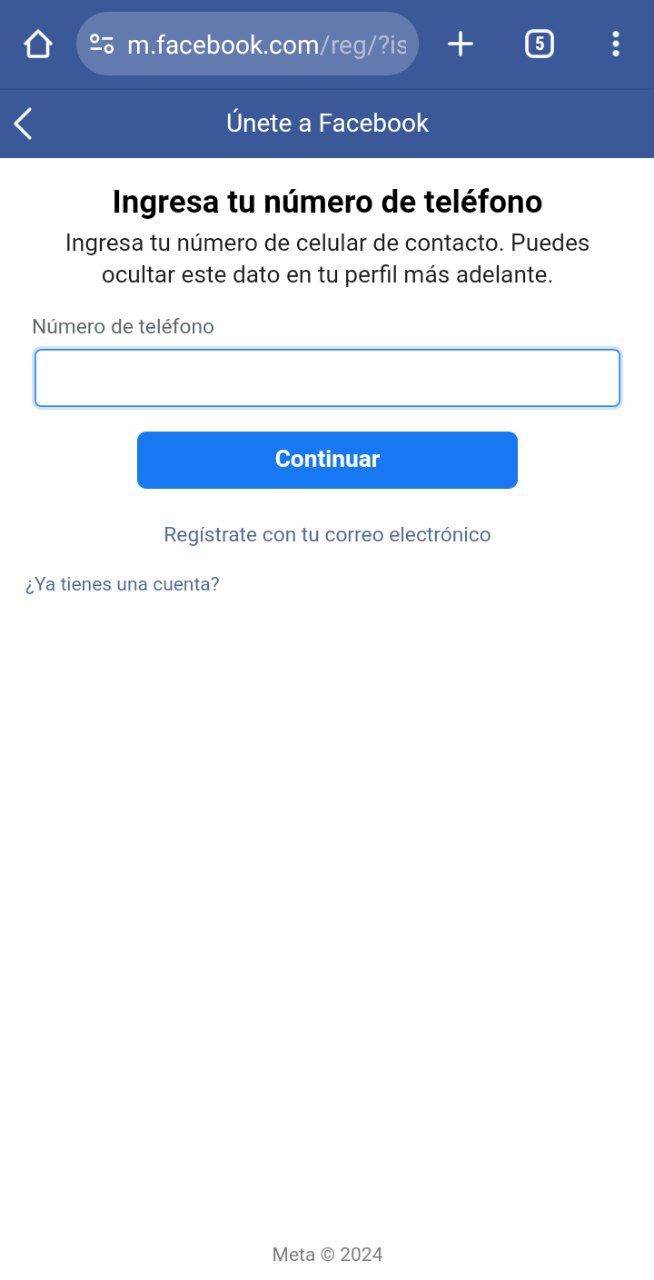 m.facebook.com/reg/?is
5
Únete a Facebook
Ingresa tu número de teléfono
Ingresa tu número de celular de contacto. Puedes
ocultar este dato en tu perfil más adelante.
Número de teléfono
Continuar
Regístrate con tu correo electrónico
¿Ya tienes una cuenta?
Meta © 2024